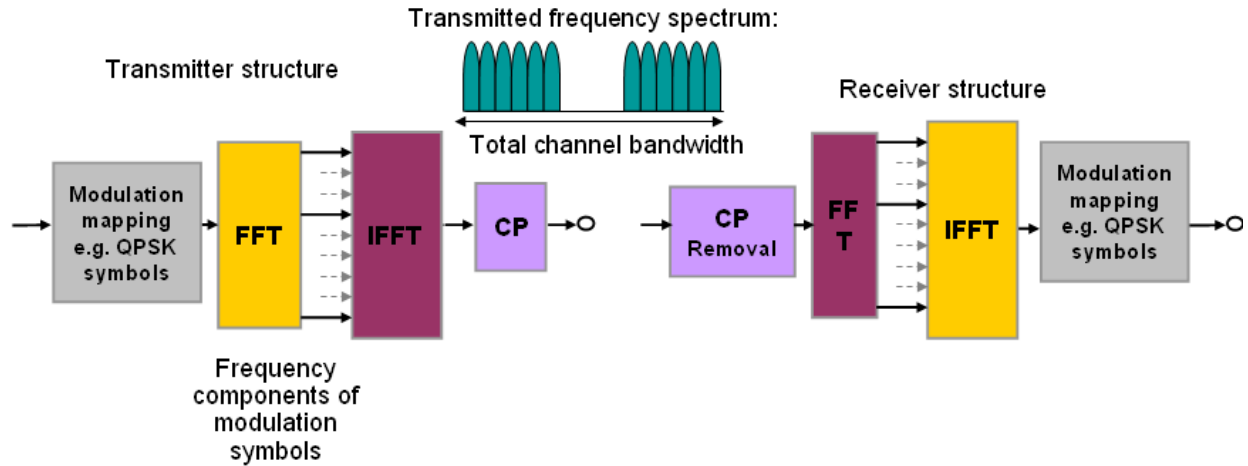 Transmitted frequency spectrum:
Transmitter structure
Receiver structure
Total channel bandwidth
Modulation
mapping
e.g. QPSK
symbols
FFT
IFFT
CP
CP
Removal
FF
T
IFFT
Modulation
mapping
e.g. QPSK
symbols
Frequency
components of
modulation
symbols